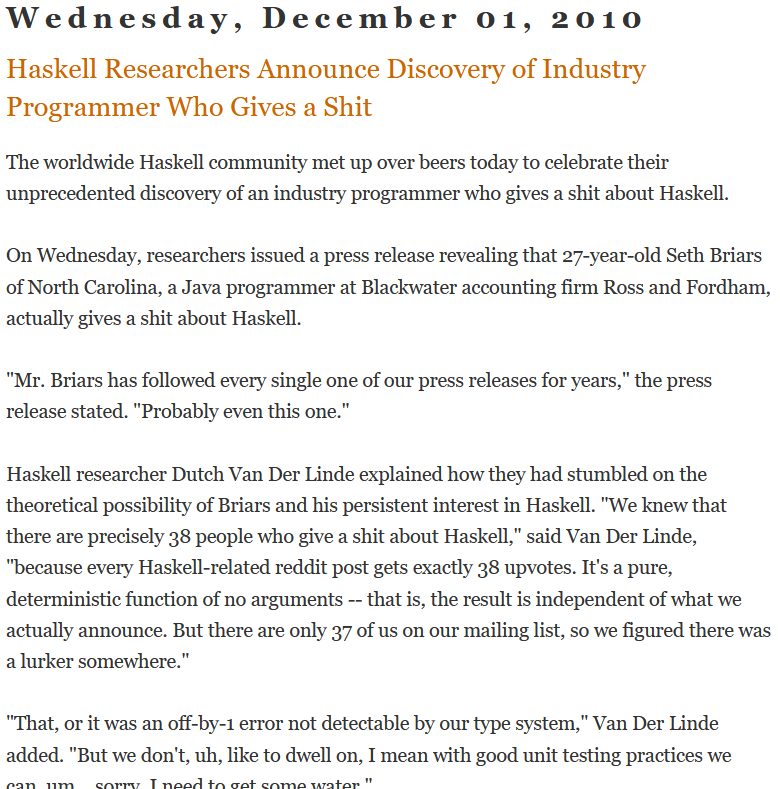 Wednesday, December 01, 2010
Haskell Researchers Announce Discovery of Industry
Programmer Who Gives a Shit
The worldwide Haskell community met up over beers today to celebrate their
unprecedented discovery of an industry programmer who gives a shit about Haskell.
On Wednesday, researchers issued a press release revealing that 27-year-old Seth Briars
of North Carolina, a Java programmer at Blackwater accounting firm Ross and Fordham,
actually gives a shit about Haskell.
"Mr. Briars has followed every single one of our press releases for years," the press
release stated. "Probably even this one."
Haskell researcher Dutch Van Der Linde explained how they had stumbled on the
theoretical possibility of Briars and his persistent interest in Haskell. "We knew that
there are precisely 38 people who give a shit about Haskell," said Van Der Linde,
"because every Haskell-related reddit post gets exactly 38 upvotes. It's a pure,
deterministic function of no arguments -- that is, the result is independent of what we
actually announce. But there are only 37 of us on our mailing list, so we figured there was
a lurker somewhere."
"That, or it was an off-by-1 error not detectable by our type system," Van Der Linde
added. "But we don't, uh, like to dwell on, I mean with good unit testing practices we
can, um... sorry, I need to get some water."